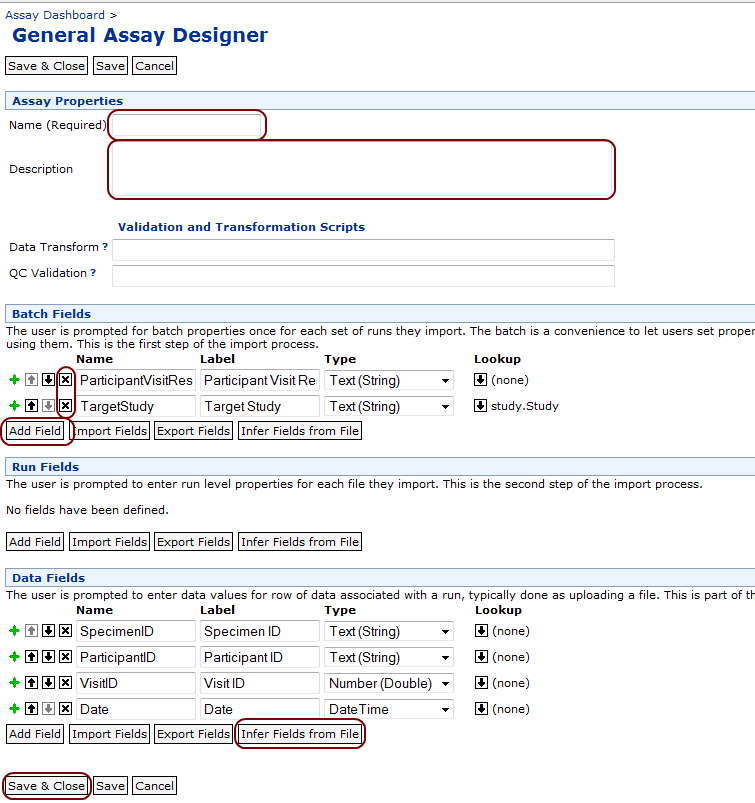 Assay Dashboard >
General Assay Designer
Save & Close Save Cancel
Assay Properties
Name (Required)
Description
Validation and Transformation Scripts
Data Transform ?
QC Validation ?
Batch Fields
The user is prompted for batch properties once for each set of runs they import. The batch is a convenience to let users set proper
using them. This is the first step of the import process.
Name Label Type Lookup
ParticipantVisitRes Participant Visit Re Text (String) (none)
TargetStudy Target Study Text (String) study.Study
Add Field Import Fields Export Fields Infer Fields from File
Run Fields
The user is prompted to enter run level properties for each file they import. This is the second step of the import process.
No fields have been defined.
Add Field Import Fields Export Fields Infer Fields from File
Data Fields
The user is prompted to enter data values for row of data associated with a run, typically done as uploading a file. This is part of th
Name Label Type Lookup
SpecimenID Specimen ID Text (String) (none)
ParticipantID Participant ID Text (String) (none)
VisitID Visit ID Number (Double) (none)
Date Date DateTime (none)
Add Field Import Fields Export Fields Infer Fields from File
Save & Close Save Cancel